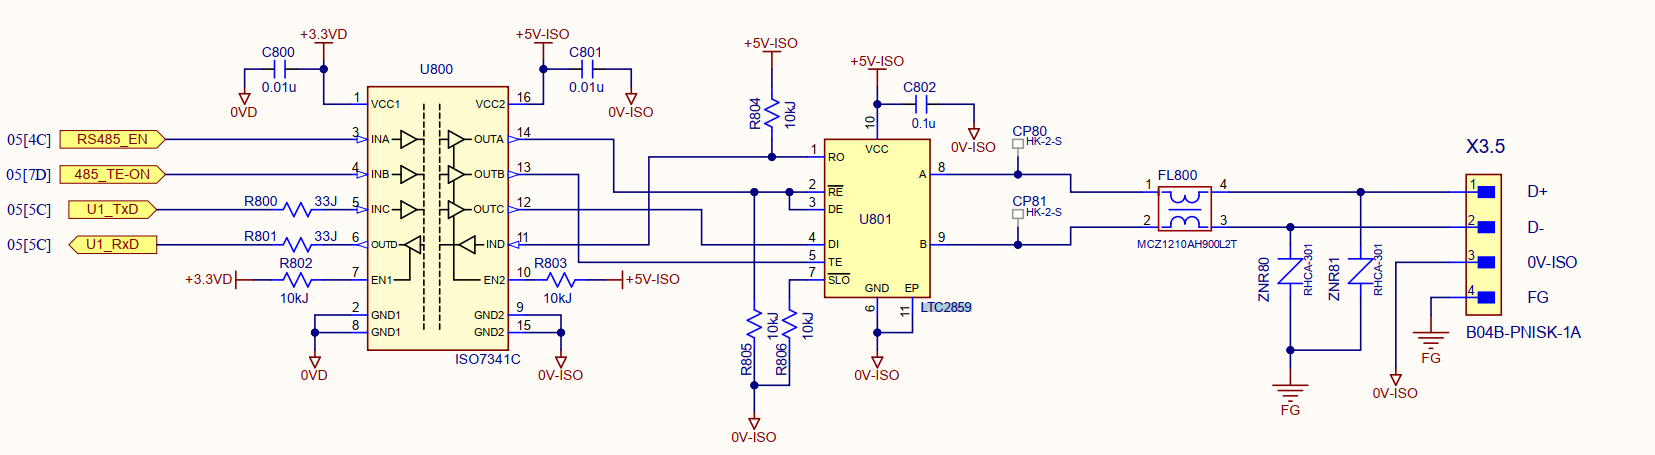 +3.3VD
C800
0.01u
0VD
U800
+5V-ISO
C801
0.01u
0V-ISO
05[4C] RS485_EN
05[7D] 485_TE-ON
05[5C] U1_TxD
05[5C] U1_RxD
R800 33J
R801 33J
+3.3VD R802
10kJ
1 VCC1
3 INA
4 INB
5 INC
6 OUTD
7 EN1
2 GND1
8 GND1
0VD
VCC2 16
OUTA 14
OUTB 13
OUTC 12
IND 11
EN2 10
GND2 9
GND2 15
ISO7341C
0V-ISO
R803
10kJ
+5V-ISO
+5V-ISO
R804 10kJ
+5V-ISO
C802
0.1u
0V-ISO
10
VCC
1 RO
2 RE
3 DE
4 DI
5 TE
7 SLO
A 8
B 9
U801
GND EP
6 11
LTC2859
0V-ISO
R805 10kJ
R806 10kJ
0V-ISO
CP80
HK-2-S
CP81
HK-2-S
FL800
1 4
2 3
MCZ1210AH900L2T
ZNR80 RHCA-301
ZNR81 RHCA-301
FG
X3.5
1 D+
2 D-
3 0V-ISO
4 FG
B04B-PNISK-1A
FG
0V-ISO